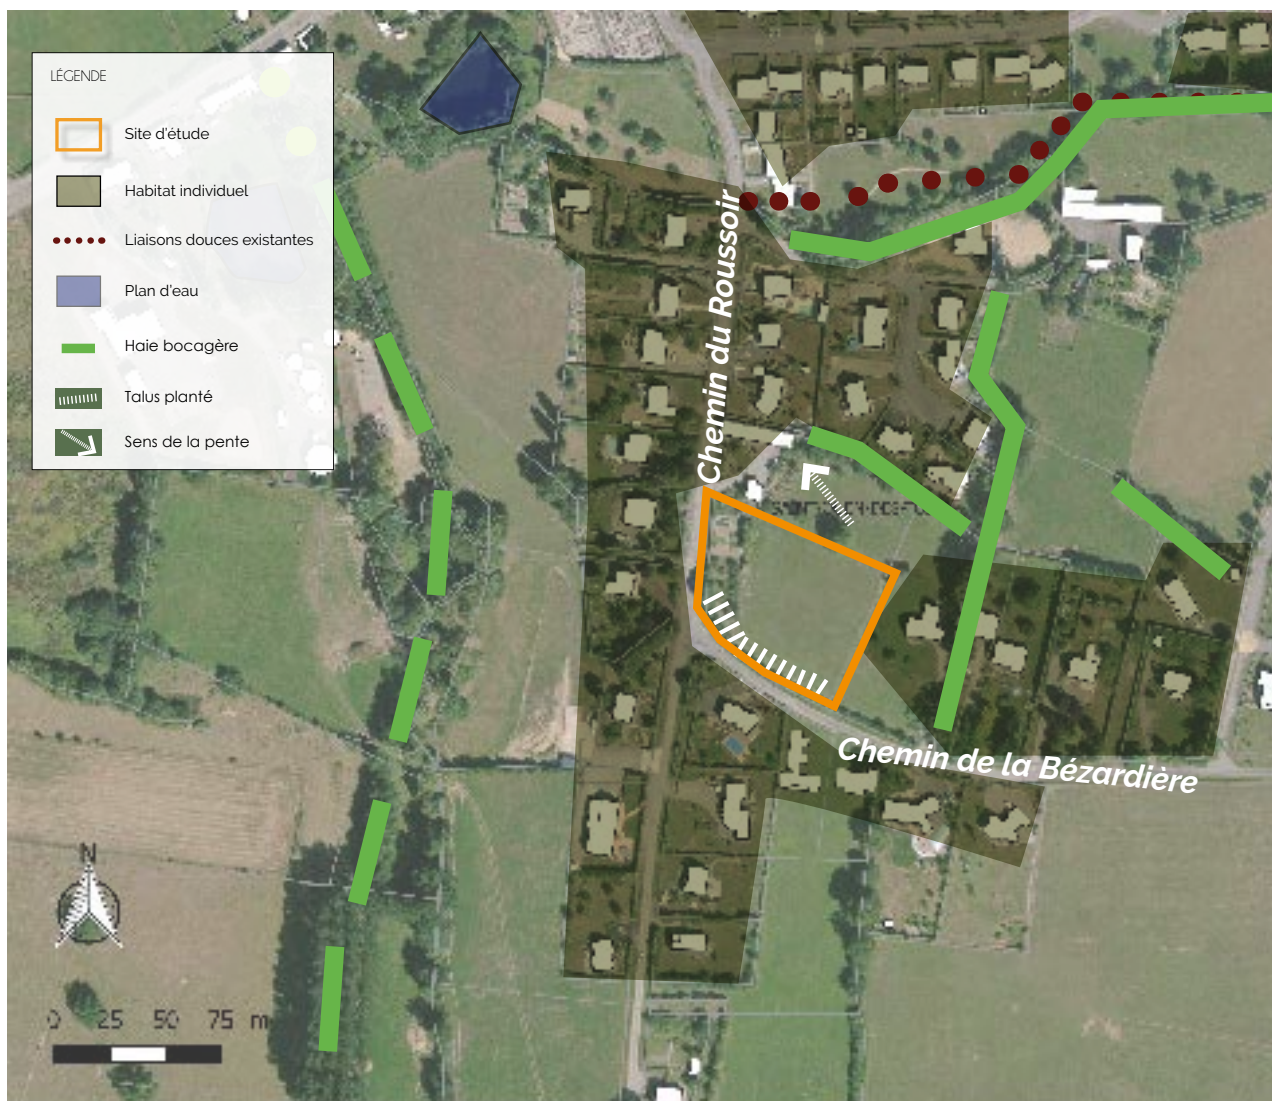 LÉGENDE
Site d'étude
Habitat individuel
Liaisons douces existantes
Plan d'eau
Haie bocagère
Talus planté
Sens de la pente
Chemin du Roussoir
Chemin de la Bézardière
N
0 25 50 75 m